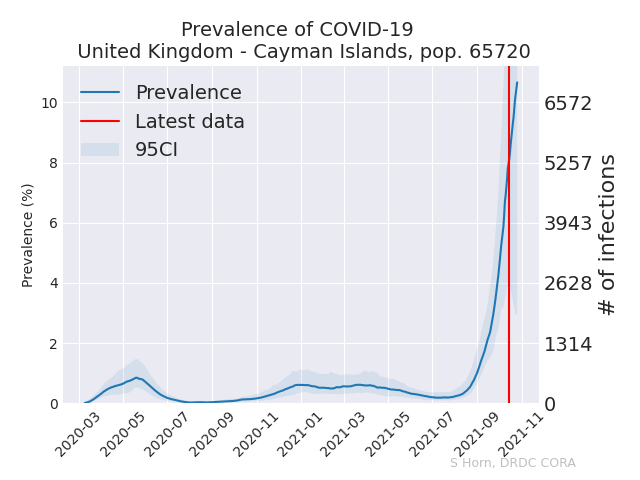 Prevalence of COVID-19
United Kingdom - Cayman Islands, pop. 65720
Prevalence
Latest data
95CI
Prevalence (%)
10
8
6
4
2
0
6572
5257
3943
2628
1314
0
# of infections
2020-03
2020-05
2020-07
2020-09
2020-11
2021-01
2021-03
2021-05
2021-07
2021-09
2021-11
S Horn, DRDC CORA